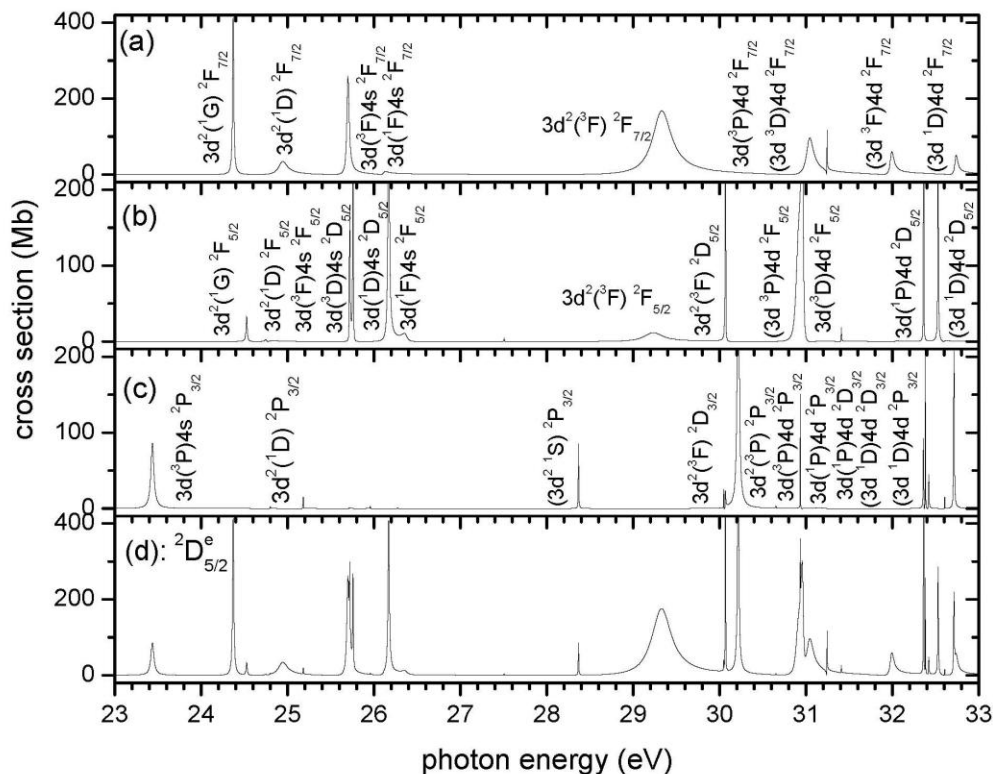 cross section (Mb)
400
200
0
(a)
3d²(¹G) ²F₇/₂
3d²(¹D) ²F₇/₂
3d(³F)4s ²F₇/₂
3d(¹F)4s ²F₇/₂
3d²(³F) ²F₇/₂
3d(³P)4d ²F₇/₂
(3d ³D)4d ²F₇/₂
(3d ³F)4d ²F₇/₂
(3d ¹D)4d ²F₇/₂
200
100
0
(b)
3d²(¹G) ²F₅/₂
3d²(¹D) ²F₅/₂
3d(³F)4s ²F₅/₂
3d(³D)4s ²D₅/₂
3d(¹D)4s ²D₅/₂
3d(¹F)4s ²F₅/₂
3d²(³F) ²F₅/₂
3d²(³F) ²D₅/₂
(3d ³P)4d ²F₅/₂
3d(³D)4d ²F₅/₂
3d(¹P)4d ²D₅/₂
(3d ¹D)4d ²D₅/₂
200
100
0
(c)
3d(³P)4s ²P₃/₂
3d²(¹D) ²P₃/₂
(3d² ¹S) ²P₃/₂
3d²(³F) ²D₃/₂
3d²(³P) ²P₃/₂
3d(³P)4d ²P₃/₂
3d(¹P)4d ²P₃/₂
3d(¹P)4d ²D₃/₂
(3d ¹D)4d ²D₃/₂
(3d ¹D)4d ²P₃/₂
400
200
0
(d): ²Dᵉ₅/₂
23 24 25 26 27 28 29 30 31 32 33
photon energy (eV)